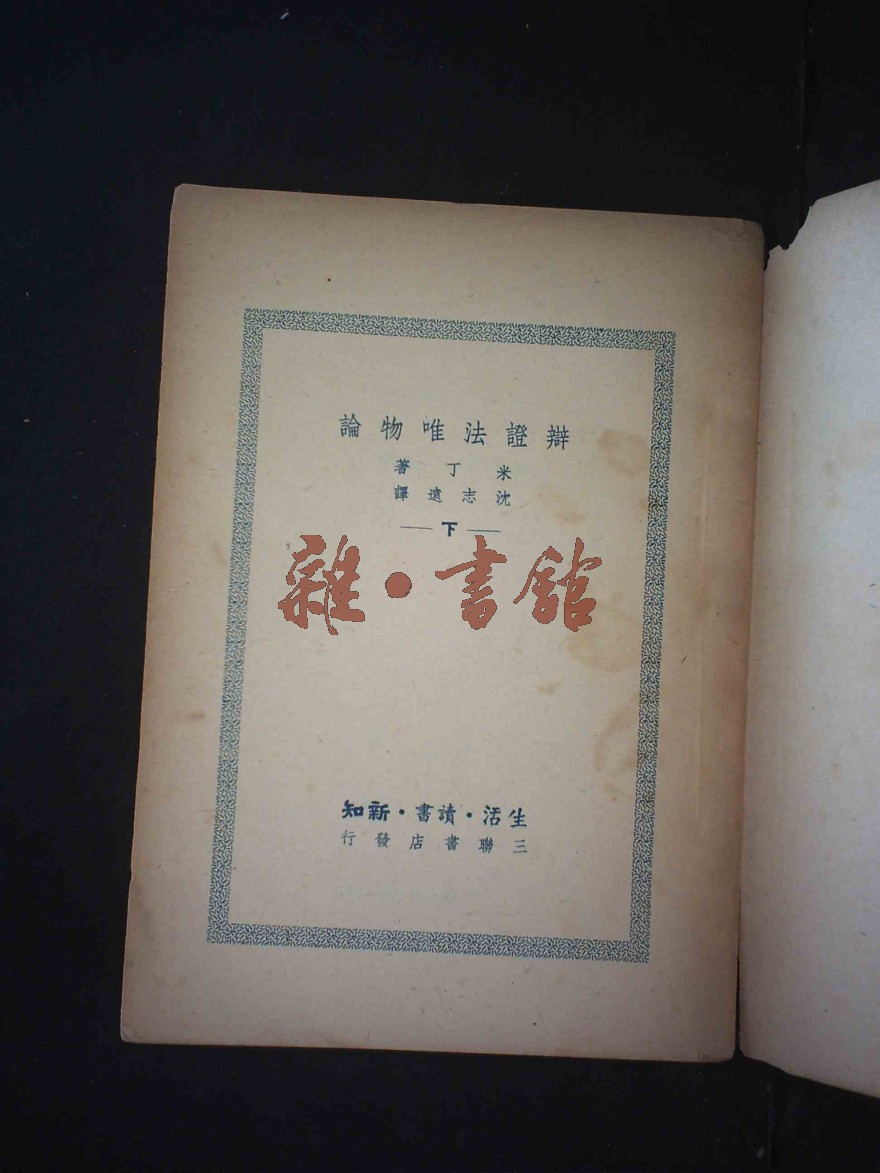 辯證法唯物論
米丁著
沈志遠譯
下
雜·書館
生活·讀書·新知
三聯書店發行